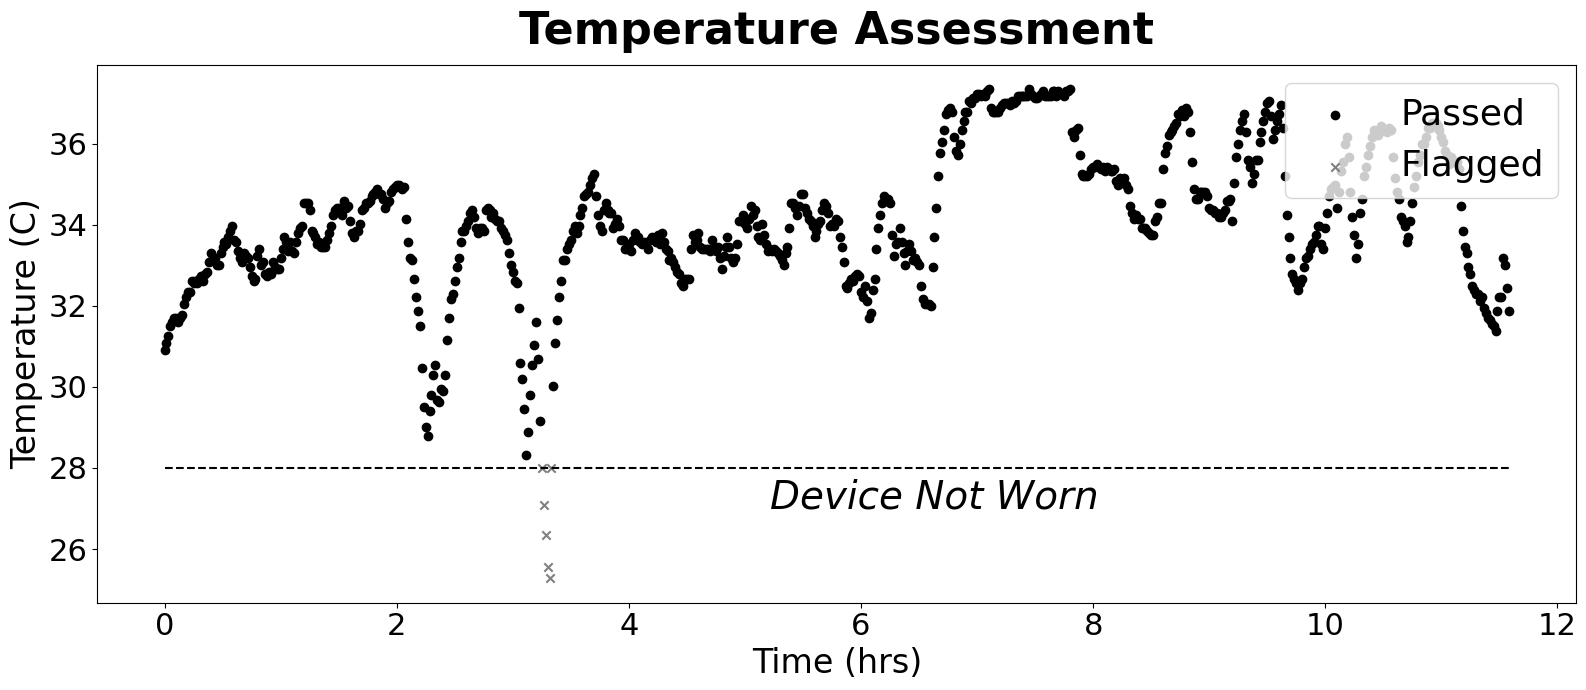 Temperature Assessment
Temperature (C)
36
34
32
30
28
26
Passed
Flagged
Device Not Worn
0 2 4 6 8 10 12
Time (hrs)